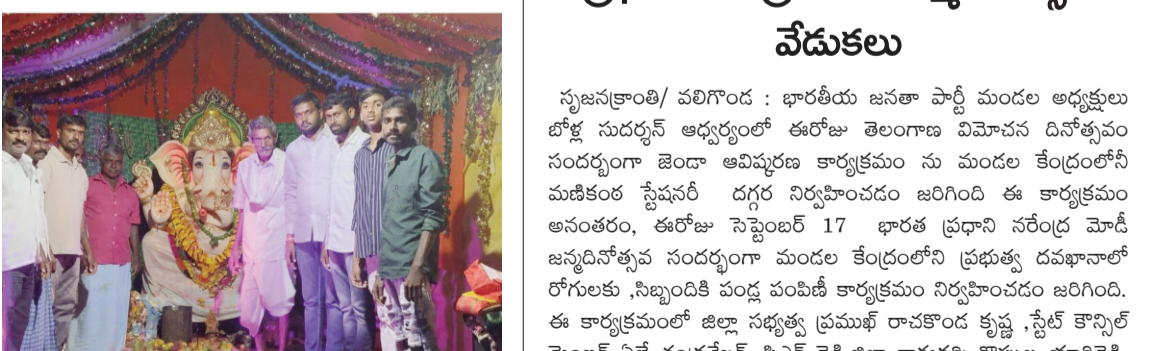 వేడుకలు
సృజనక్రాంతి/ వలిగొండ : భారతీయ జనతా పార్టీ మండల అధ్యక్షులు
బోళ్ల సుదర్శన్ ఆధ్వర్యంలో ఈరోజు తెలంగాణ విమోచన దినోత్సవం
సందర్బంగా జెండా ఆవిష్కరణ కార్యక్రమం ను మండల కేంద్రంలోనీ
మణికంఠ స్టేషనరీ దగ్గర నిర్వహించడం జరిగింది ఈ కార్యక్రమం
అనంతరం, ఈరోజు సెప్టెంబర్ 17 భారత ప్రధాని నరేంద్ర మోడీ
జన్మదినోత్సవ సందర్భంగా మండల కేంద్రంలోని ప్రభుత్వ దవఖానాలో
రోగులకు ,సిబ్బందికి పండ్ల పంపిణీ కార్యక్రమం నిర్వహించడం జరిగింది.
ఈ కార్యక్రమంలో జిల్లా సభ్యత్వ ప్రముఖ్ రాచకొండ కృష్ణ ,స్టేట్ కౌన్సిల్